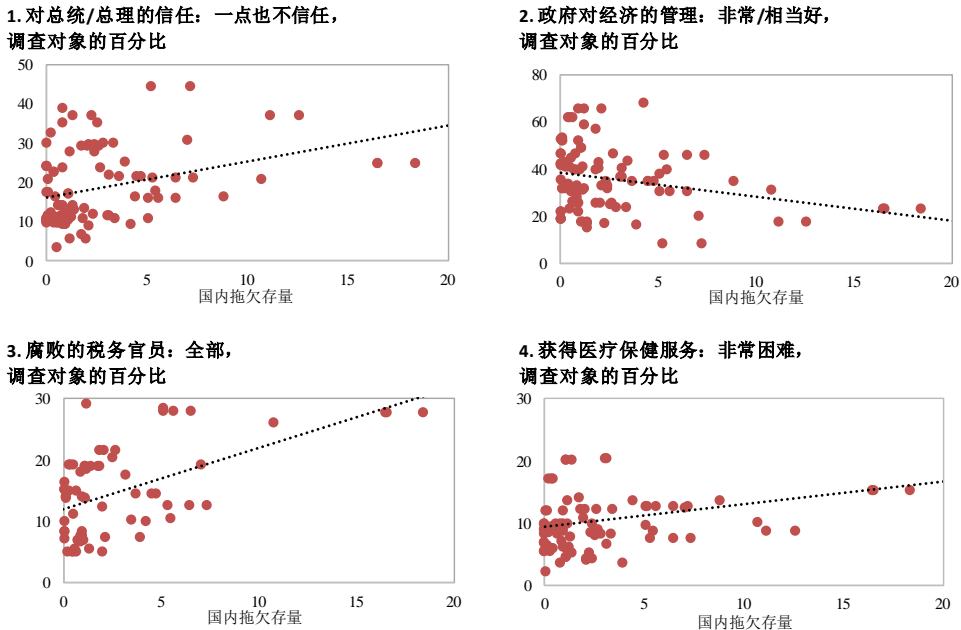 1. 对总统/总理的信任：一点也不信任，
调查对象的百分比
50
40
30
20
10
0
0 5 10 15 20
国内拖欠存量
2. 政府对经济的管理：非常/相当好，
调查对象的百分比
80
60
40
20
0
0 5 10 15 20
国内拖欠存量
3. 腐败的税务官员：全部，
调查对象的百分比
30
20
10
0
0 5 10 15 20
国内拖欠存量
4. 获得医疗保健服务：非常困难，
调查对象的百分比
30
20
10
0
0 5 10 15 20
国内拖欠存量